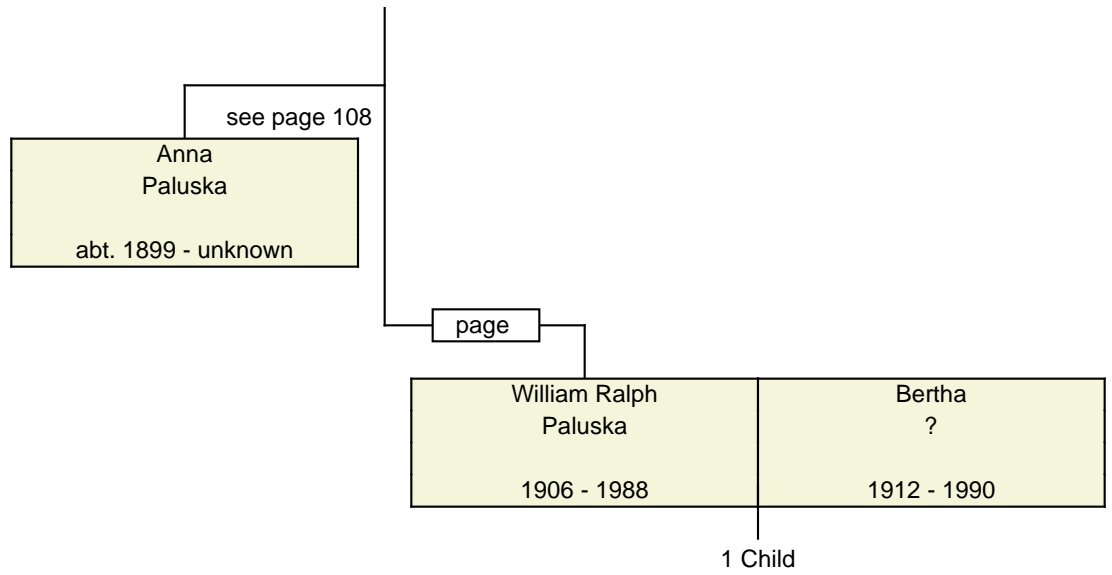 see page 108
Anna
Paluska
abt. 1899 - unknown
page
William Ralph
Paluska
1906 - 1988
Bertha
?
1912 - 1990
1 Child